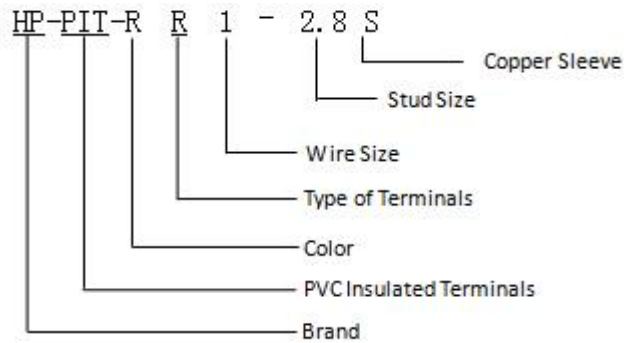 HP-PIT-R R 1 - 2.8 S
Copper Sleeve
Stud Size
Wire Size
Type of Terminals
Color
PVC Insulated Terminals
Brand